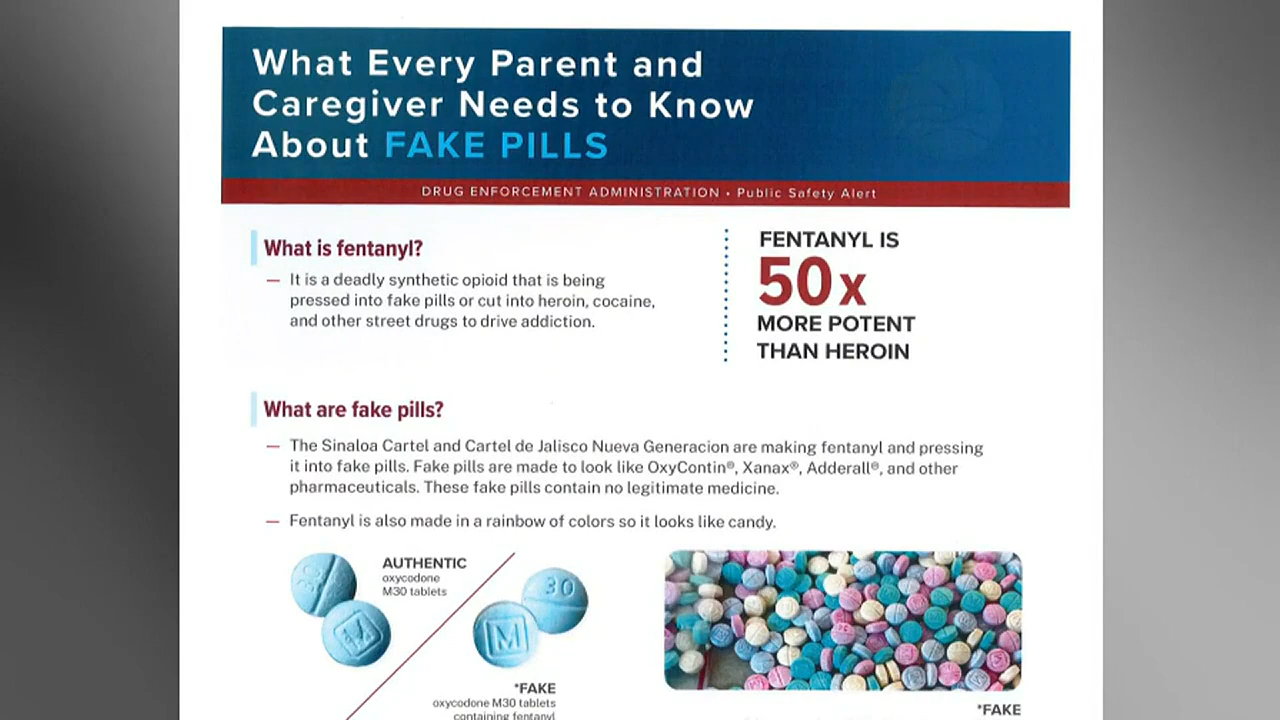 What Every Parent and
Caregiver Needs to Know
About FAKE PILLS
DRUG ENFORCEMENT ADMINISTRATION • Public Safety Alert
What is fentanyl?
— It is a deadly synthetic opioid that is being
pressed into fake pills or cut into heroin, cocaine,
and other street drugs to drive addiction.
FENTANYL IS
50x
MORE POTENT
THAN HEROIN
What are fake pills?
— The Sinaloa Cartel and Cartel de Jalisco Nueva Generacion are making fentanyl and pressing
it into fake pills. Fake pills are made to look like OxyContin®, Xanax®, Adderall®, and other
pharmaceuticals. These fake pills contain no legitimate medicine.
— Fentanyl is also made in a rainbow of colors so it looks like candy.
AUTHENTIC
oxycodone
M30 tablets
30
M
30
M
*FAKE
oxycodone M30 tablets
containing fentanyl
*FAKE